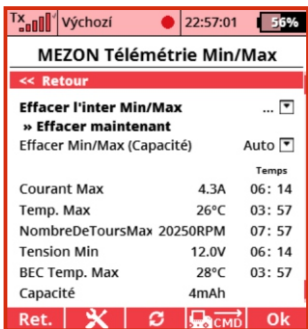 Tx Výchozí 22:57:01 56%
MEZON Télémétrie Min/Max
<< Retour
Effacer l'inter Min/Max ...
» Effacer maintenant
Effacer Min/Max (Capacité) Auto
Temps
Courant Max 4.3A 06: 14
Temp. Max 26°C 03: 57
NombreDeToursMax 20250RPM 07: 57
Tension Min 12.0V 06: 14
BEC Temp. Max 28°C 03: 57
Capacité 4mAh
Ret. CMD Ok